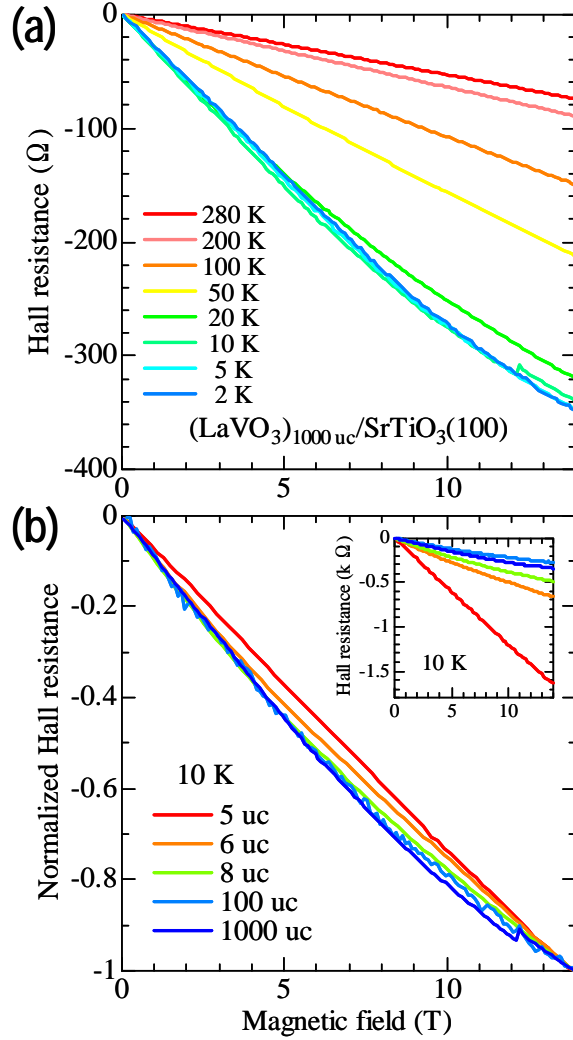 (a)
0
-100
-200
-300
-400
Hall resistance (Ω)
280 K
200 K
100 K
50 K
20 K
10 K
5 K
2 K
(LaVO3)1000 uc/SrTiO3(100)
0
5
10
(b)
0
-0.2
-0.4
-0.6
-0.8
-1
Normalized Hall resistance
10 K
5 uc
6 uc
8 uc
100 uc
1000 uc
0
-0.5
-1
-1.5
Hall resistance (k Ω)
10 K
0
5
10
0
5
10
Magnetic field (T)